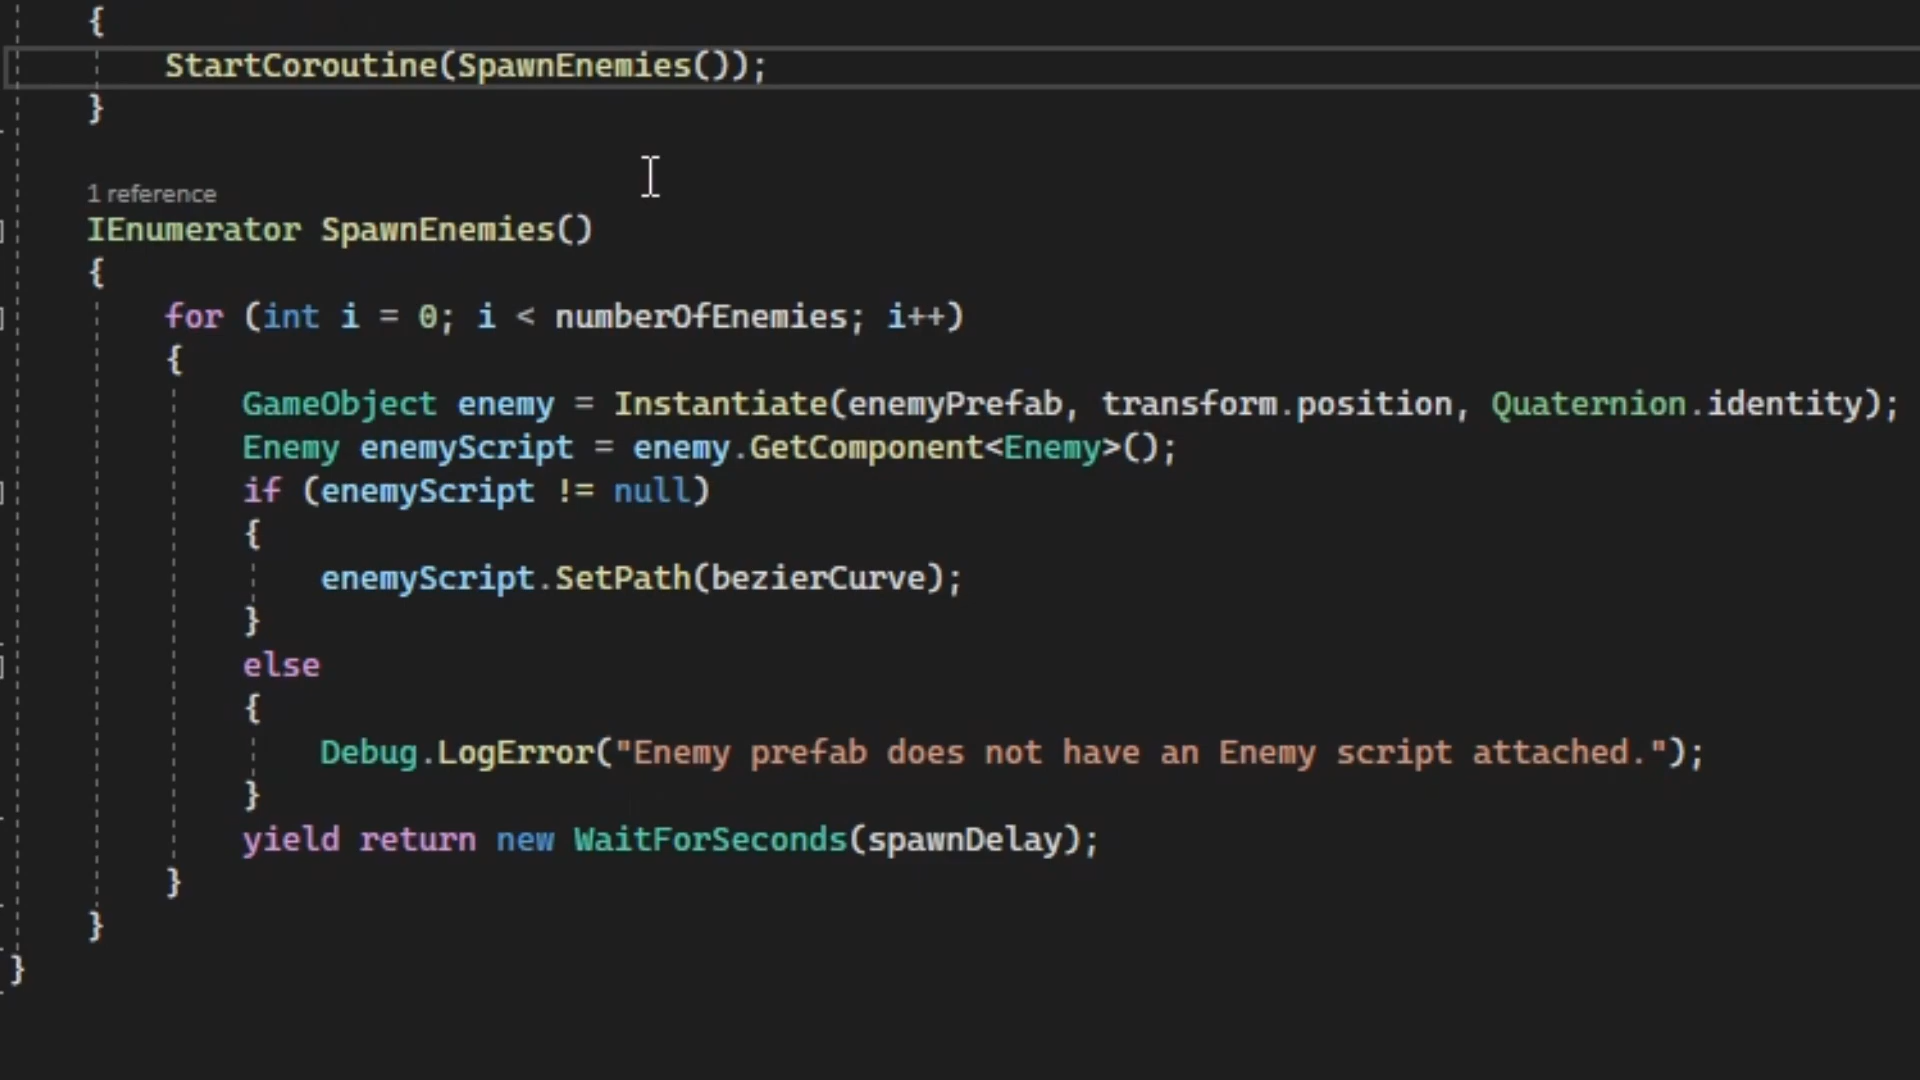 {
StartCoroutine(SpawnEnemies());
}
1 reference
IEnumerator SpawnEnemies()
{
for (int i = 0; i < numberOfEnemies; i++)
{
GameObject enemy = Instantiate(enemyPrefab, transform.position, Quaternion.identity);
Enemy enemyScript = enemy.GetComponent<Enemy>();
if (enemyScript != null)
{
enemyScript.SetPath(bezierCurve);
}
else
{
Debug.LogError("Enemy prefab does not have an Enemy script attached.");
}
yield return new WaitForSeconds(spawnDelay);
}
}
}